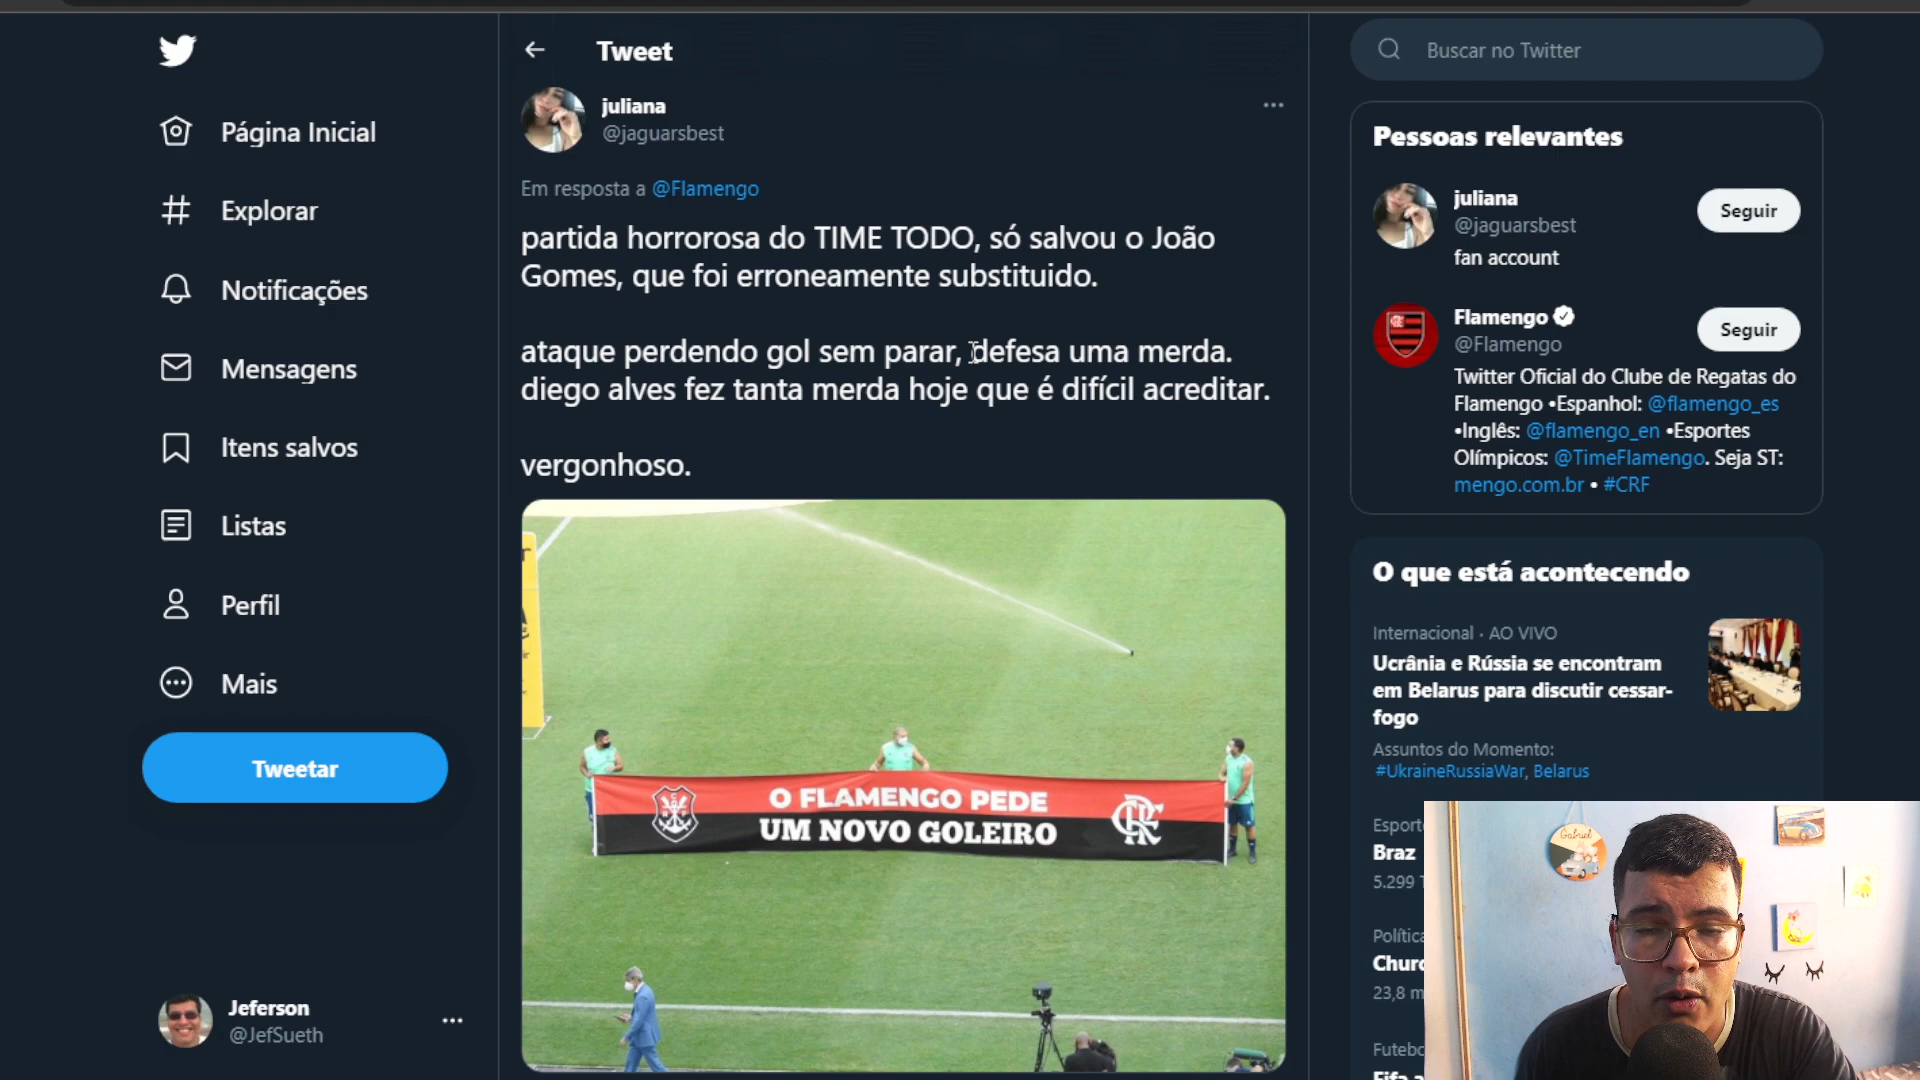 Página Inicial
Explorar
Notificações
Mensagens
Itens salvos
Listas
Perfil
Mais
Tweetar
Jeferson
@JefSueth
Tweet
juliana
@jaguarsbest
Em resposta a @Flamengo
partida horrorosa do TIME TODO, só salvou o João
Gomes, que foi erroneamente substituido.
ataque perdendo gol sem parar, defesa uma merda.
diego alves fez tanta merda hoje que é difícil acreditar.
vergonhoso.
O FLAMENGO PEDE
UM NOVO GOLEIRO
Buscar no Twitter
Pessoas relevantes
juliana
@jaguarsbest
Seguir
fan account
Flamengo
@Flamengo
Seguir
Twitter Oficial do Clube de Regatas do
Flamengo •Espanhol: @flamengo_es
•Inglês: @flamengo_en •Esportes
Olímpicos: @TimeFlamengo. Seja ST:
mengo.com.br • #CRF
O que está acontecendo
Internacional · AO VIVO
Ucrânia e Rússia se encontram
em Belarus para discutir cessar-
fogo
Assuntos do Momento:
#UkraineRussiaWar, Belarus
Braz
5.299
23,8
Gabriel